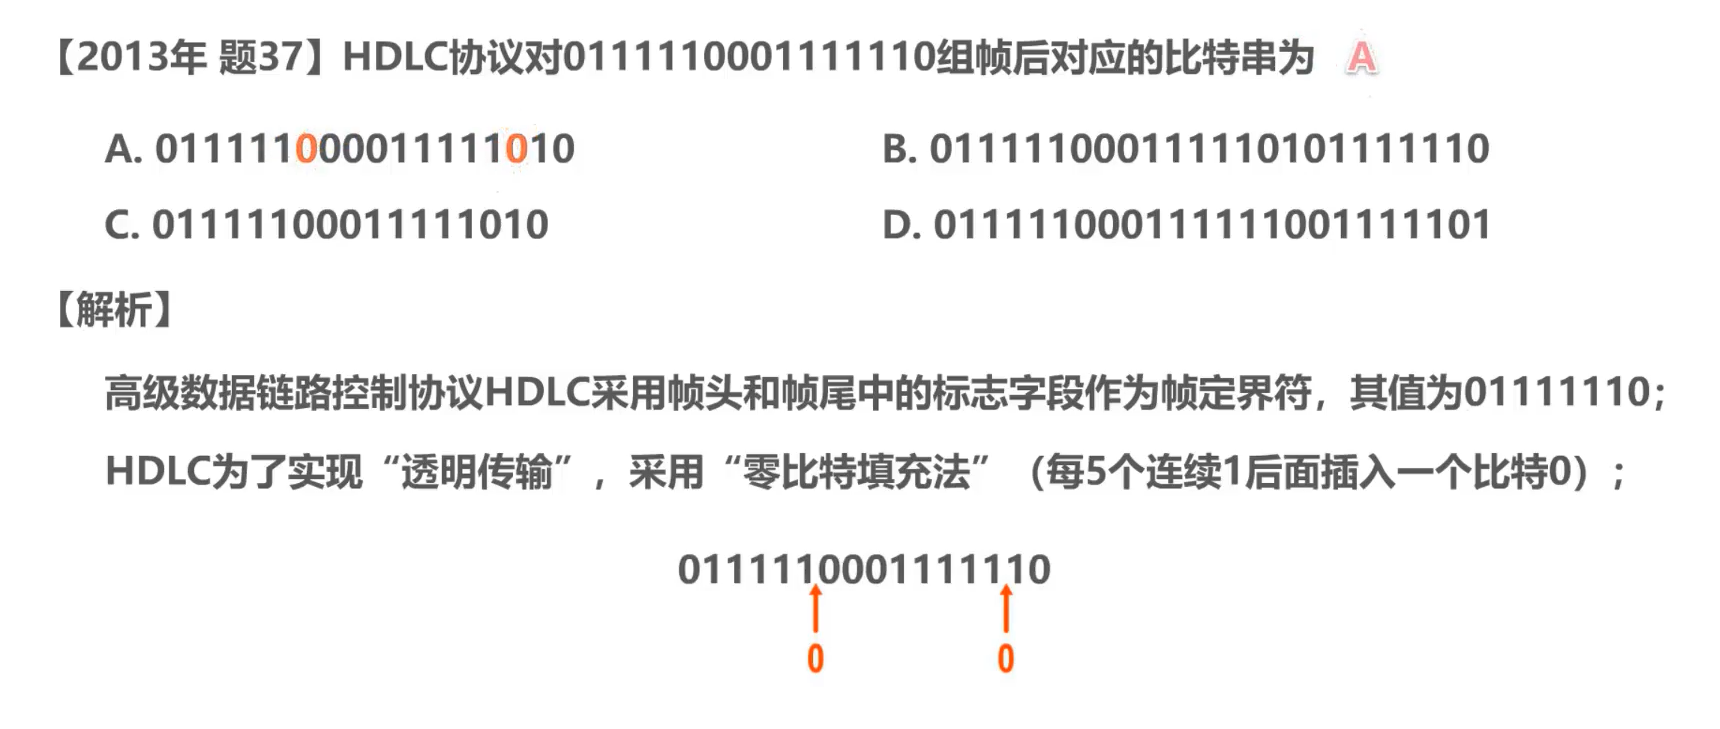 【2013年 题37】HDLC协议对0111110001111110组帧后对应的比特串为 A
A. 011111000011111010 B. 011111000111110101111110
C. 01111100011111010 D. 011111000111111001111101
【解析】
高级数据链路控制协议HDLC采用帧头和帧尾中的标志字段作为帧定界符，其值为01111110；
HDLC为了实现“透明传输”，采用“零比特填充法”（每5个连续1后面插入一个比特0）；
0111110001111110
0 0